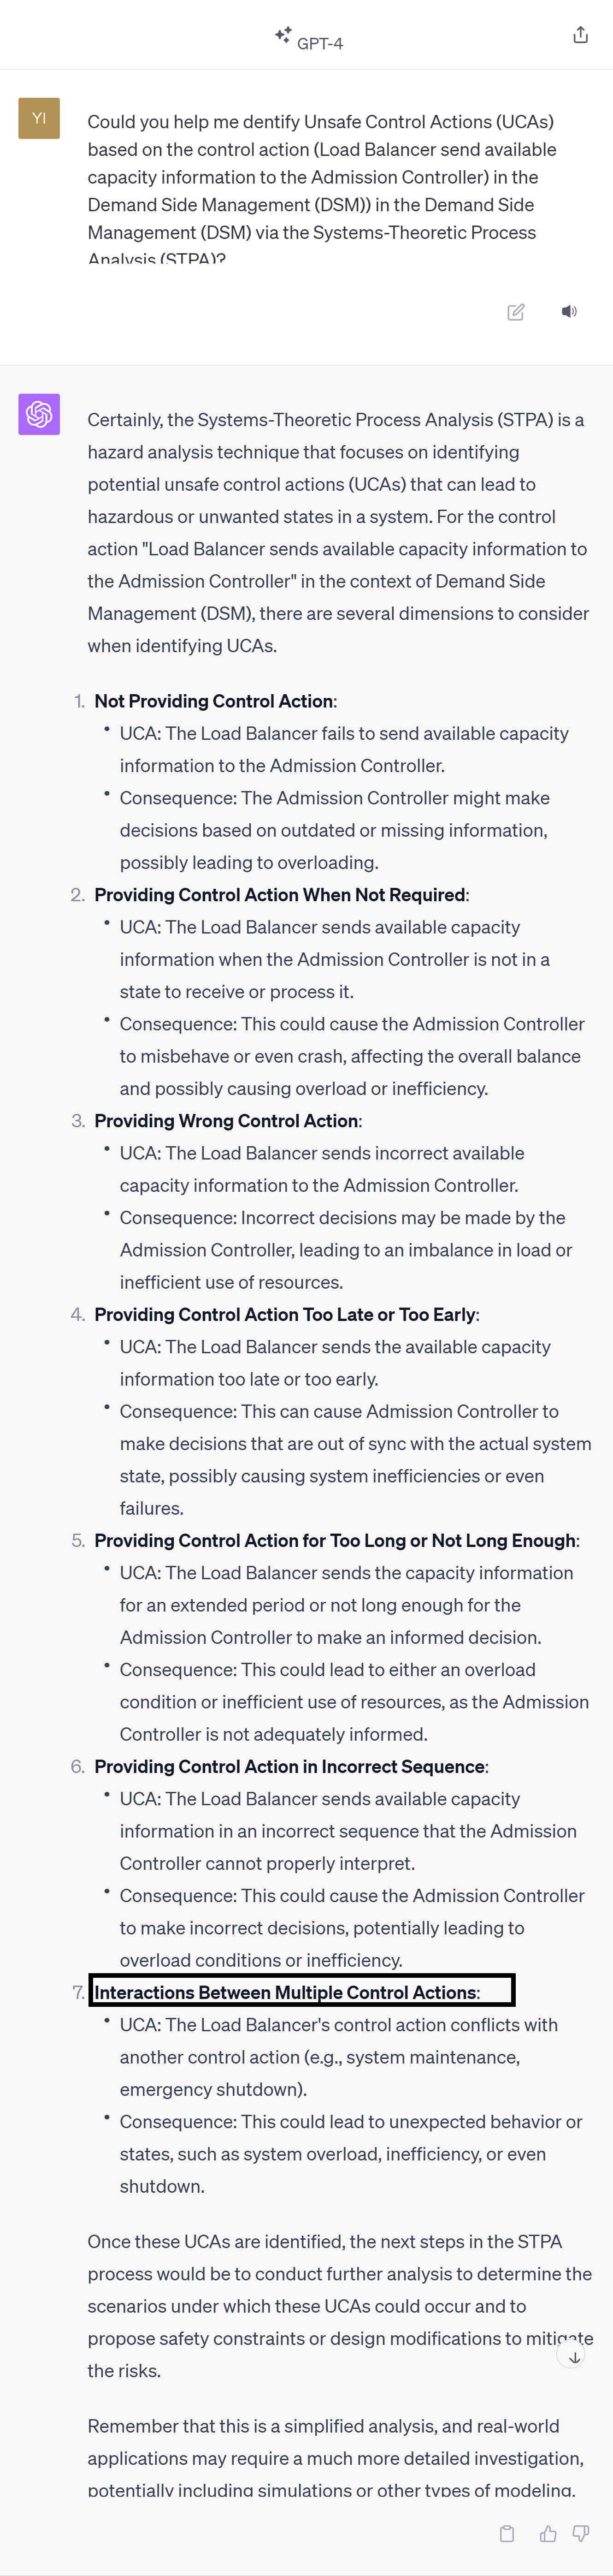 GPT-4
YI
Could you help me dentify Unsafe Control Actions (UCAs)
based on the control action (Load Balancer send available
capacity information to the Admission Controller) in the
Demand Side Management (DSM)) in the Demand Side
Management (DSM) via the Systems-Theoretic Process
Analysis (STPA)?
Certainly, the Systems-Theoretic Process Analysis (STPA) is a
hazard analysis technique that focuses on identifying
potential unsafe control actions (UCAs) that can lead to
hazardous or unwanted states in a system. For the control
action "Load Balancer sends available capacity information to
the Admission Controller" in the context of Demand Side
Management (DSM), there are several dimensions to consider
when identifying UCAs.
1. Not Providing Control Action:
• UCA: The Load Balancer fails to send available capacity
information to the Admission Controller.
• Consequence: The Admission Controller might make
decisions based on outdated or missing information,
possibly leading to overloading.
2. Providing Control Action When Not Required:
• UCA: The Load Balancer sends available capacity
information when the Admission Controller is not in a
state to receive or process it.
• Consequence: This could cause the Admission Controller
to misbehave or even crash, affecting the overall balance
and possibly causing overload or inefficiency.
3. Providing Wrong Control Action:
• UCA: The Load Balancer sends incorrect available
capacity information to the Admission Controller.
• Consequence: Incorrect decisions may be made by the
Admission Controller, leading to an imbalance in load or
inefficient use of resources.
4. Providing Control Action Too Late or Too Early:
• UCA: The Load Balancer sends the available capacity
information too late or too early.
• Consequence: This can cause Admission Controller to
make decisions that are out of sync with the actual system
state, possibly causing system inefficiencies or even
failures.
5. Providing Control Action for Too Long or Not Long Enough:
• UCA: The Load Balancer sends the capacity information
for an extended period or not long enough for the
Admission Controller to make an informed decision.
• Consequence: This could lead to either an overload
condition or inefficient use of resources, as the Admission
Controller is not adequately informed.
6. Providing Control Action in Incorrect Sequence:
• UCA: The Load Balancer sends available capacity
information in an incorrect sequence that the Admission
Controller cannot properly interpret.
• Consequence: This could cause the Admission Controller
to make incorrect decisions, potentially leading to
overload conditions or inefficiency.
7. Interactions Between Multiple Control Actions:
• UCA: The Load Balancer's control action conflicts with
another control action (e.g., system maintenance,
emergency shutdown).
• Consequence: This could lead to unexpected behavior or
states, such as system overload, inefficiency, or even
shutdown.
Once these UCAs are identified, the next steps in the STPA
process would be to conduct further analysis to determine the
scenarios under which these UCAs could occur and to
propose safety constraints or design modifications to mitigate
the risks.
Remember that this is a simplified analysis, and real-world
applications may require a much more detailed investigation,
potentially including simulations or other types of modeling.